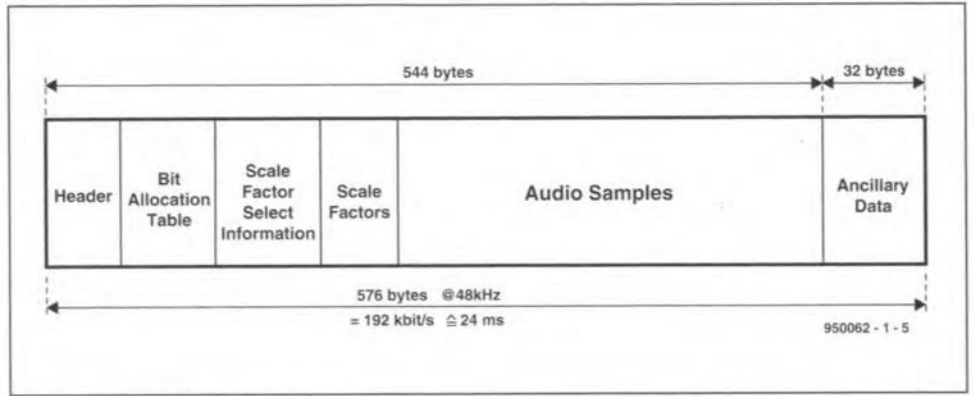 544 bytes
32 bytes
Header
Bit
Allocation
Table
Scale
Factor
Select
Information
Scale
Factors
Audio Samples
Ancillary
Data
576 bytes @48kHz
= 192 kbit/s ≙ 24 ms
950062 - 1 - 5